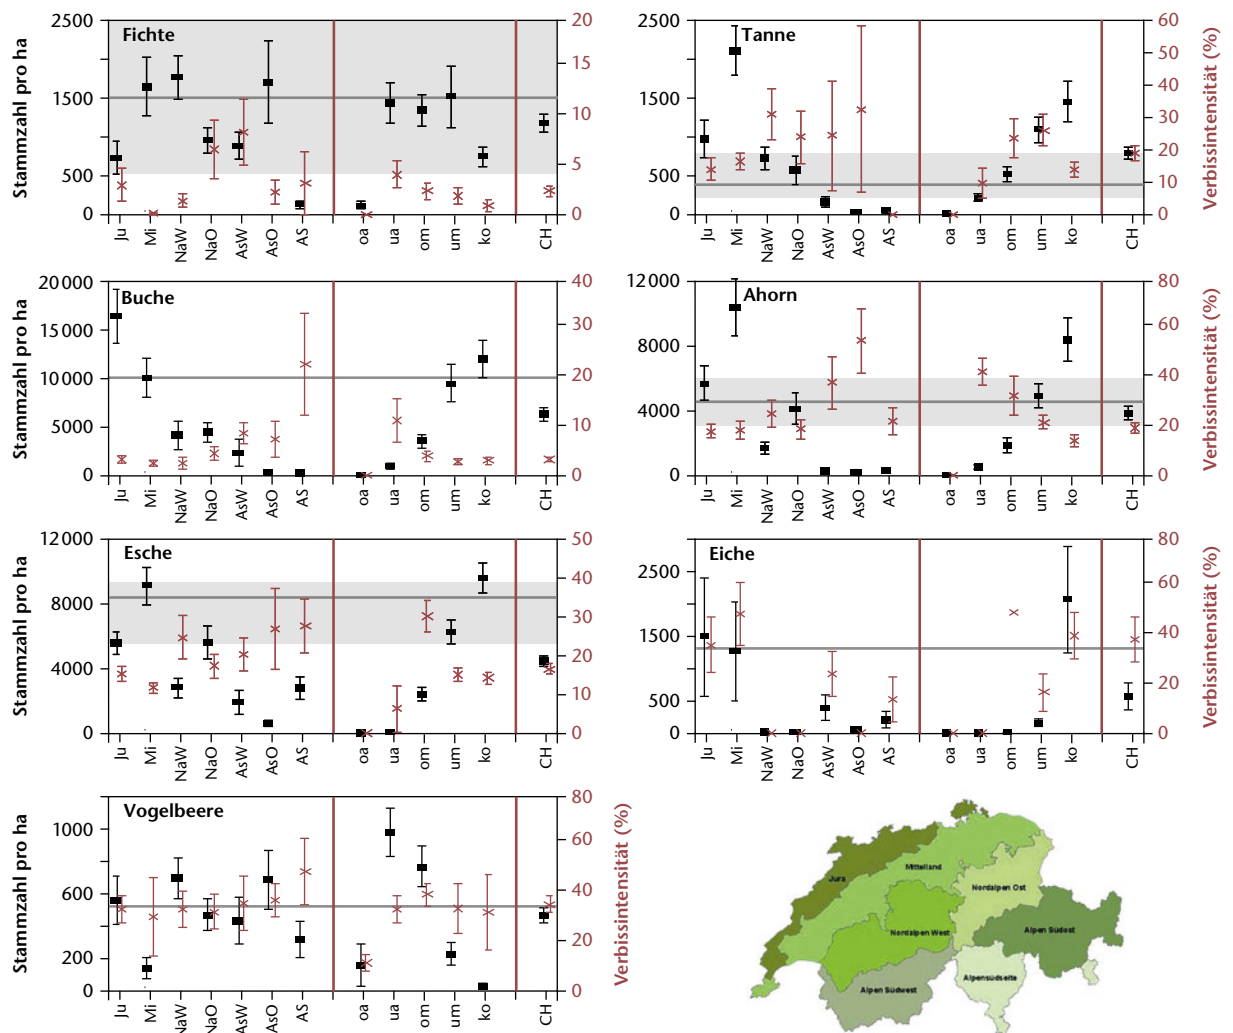 Fichte
Stammzahl pro ha
2500
1500
500
0
20
15
10
5
0
Ju Mi NaW NaO AsW AsO AS oa ua om um ko CH
Tanne
2500
1500
500
0
60
50
40
30
20
10
0
Verbissintensität (%)
Ju Mi NaW NaO AsW AsO AS oa ua om um ko CH
Buche
Stammzahl pro ha
20000
15000
10000
5000
0
40
30
20
10
0
Ju Mi NaW NaO AsW AsO AS oa ua om um ko CH
Ahorn
12000
8000
4000
0
80
60
40
20
0
Verbissintensität (%)
Ju Mi NaW NaO AsW AsO AS oa ua om um ko CH
Esche
Stammzahl pro ha
12000
8000
4000
0
50
40
30
20
10
0
Ju Mi NaW NaO AsW AsO AS oa ua om um ko CH
Eiche
2500
1500
500
0
80
60
40
20
0
Verbissintensität (%)
Ju Mi NaW NaO AsW AsO AS oa ua om um ko CH
Vogelbeere
Stammzahl pro ha
1000
600
200
0
80
60
40
20
0
Verbissintensität (%)
Ju Mi NaW NaO AsW AsO AS oa ua om um ko CH
Jura
Mittelland
Nordalpen Ost
Nordalpen West
Alpen Südost
Alpensüdseite
Alpen Südwest